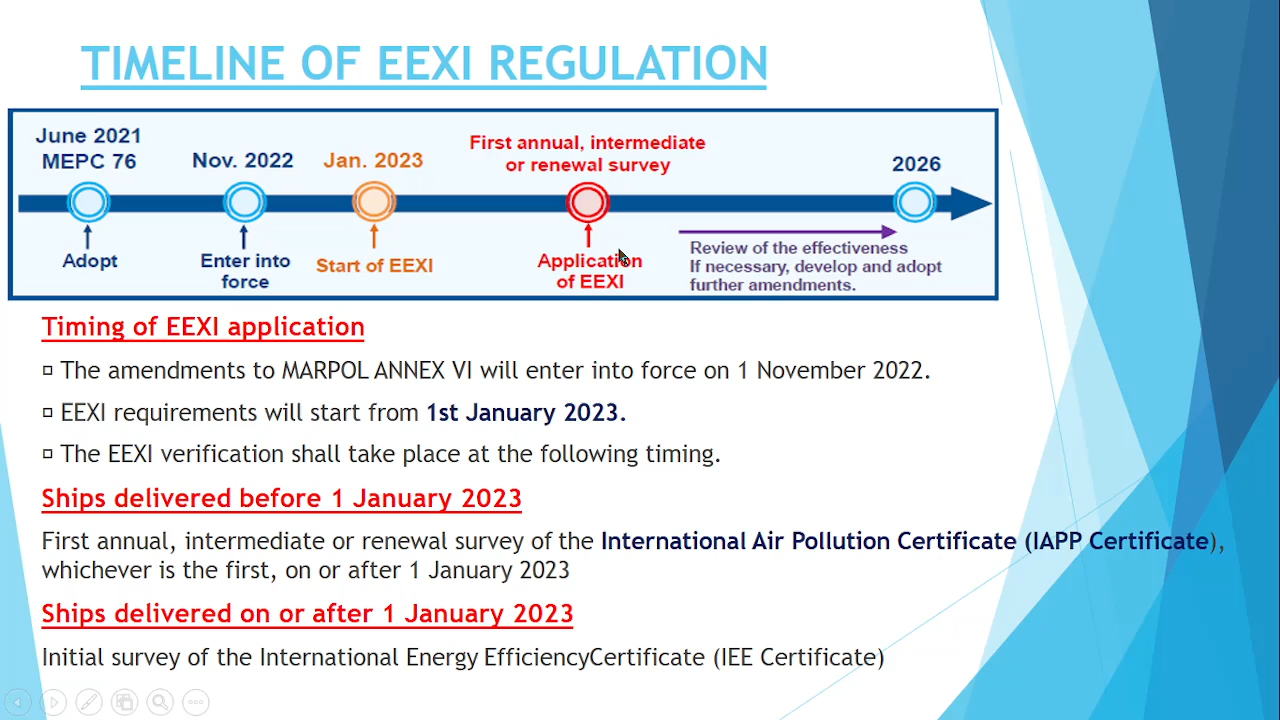 TIMELINE OF EEXI REGULATION
June 2021
MEPC 76
Nov. 2022
Jan. 2023
First annual, intermediate
or renewal survey
2026
Adopt
Enter into
force
Start of EEXI
Application
of EEXI
Review of the effectiveness
If necessary, develop and adopt
further amendments.
Timing of EEXI application
The amendments to MARPOL ANNEX VI will enter into force on 1 November 2022.
EEXI requirements will start from 1st January 2023.
The EEXI verification shall take place at the following timing.
Ships delivered before 1 January 2023
First annual, intermediate or renewal survey of the International Air Pollution Certificate (IAPP Certificate),
whichever is the first, on or after 1 January 2023
Ships delivered on or after 1 January 2023
Initial survey of the International Energy EfficiencyCertificate (IEE Certificate)